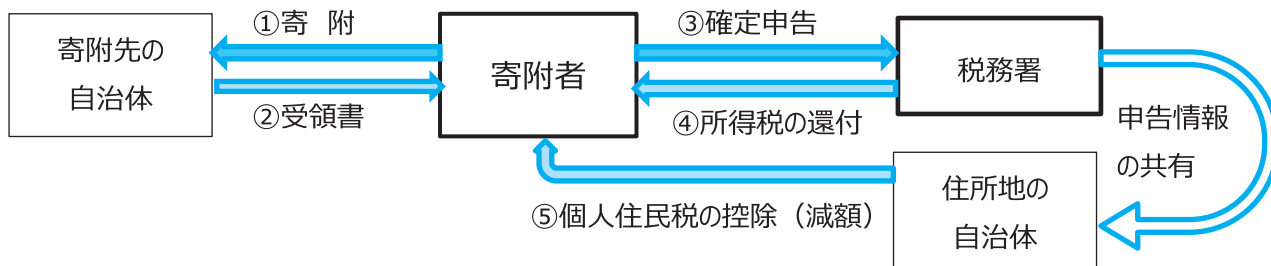 ①寄　附
③確定申告
寄附先の
自治体
寄附者
税務署
②受領書
④所得税の還付
申告情報
の共有
住所地の
自治体
⑤個人住民税の控除（減額）